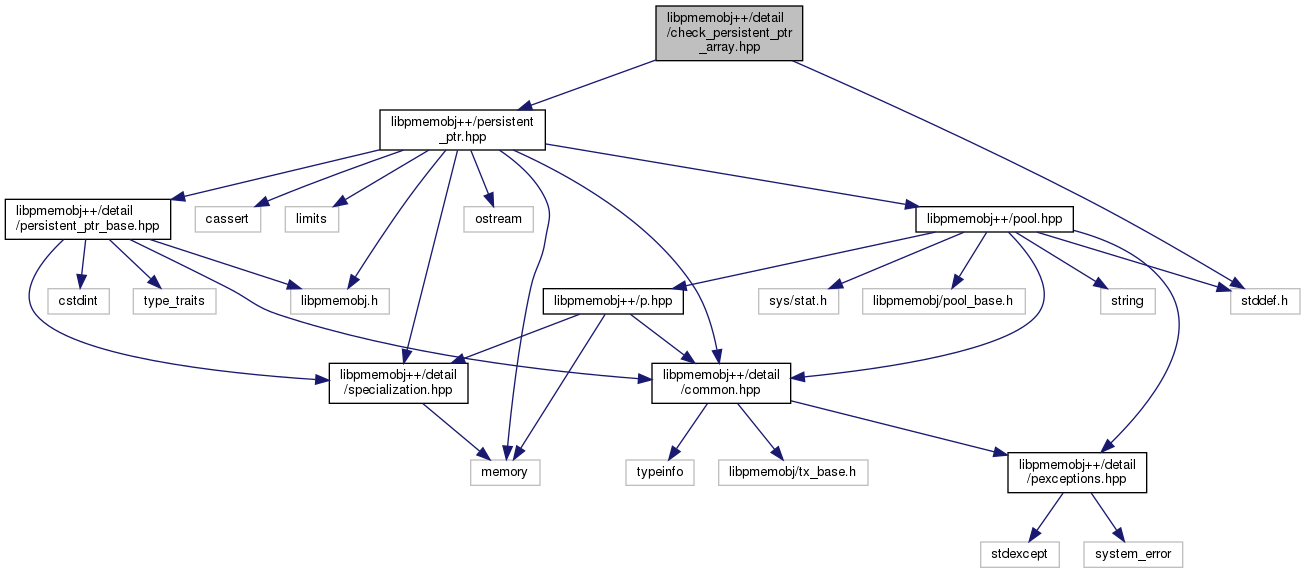 libpmemobj++/detail
/check_persistent_ptr
_array.hpp
libpmemobj++/persistent
_ptr.hpp
libpmemobj++/detail
/persistent_ptr_base.hpp
cassert
limits
ostream
libpmemobj++/pool.hpp
cstdint
type_traits
libpmemobj.h
libpmemobj++/p.hpp
sys/stat.h
libpmemobj/pool_base.h
string
stddef.h
libpmemobj++/detail
/specialization.hpp
libpmemobj++/detail
/common.hpp
memory
typeinfo
libpmemobj/tx_base.h
libpmemobj++/detail
/pexceptions.hpp
stdexcept
system_error